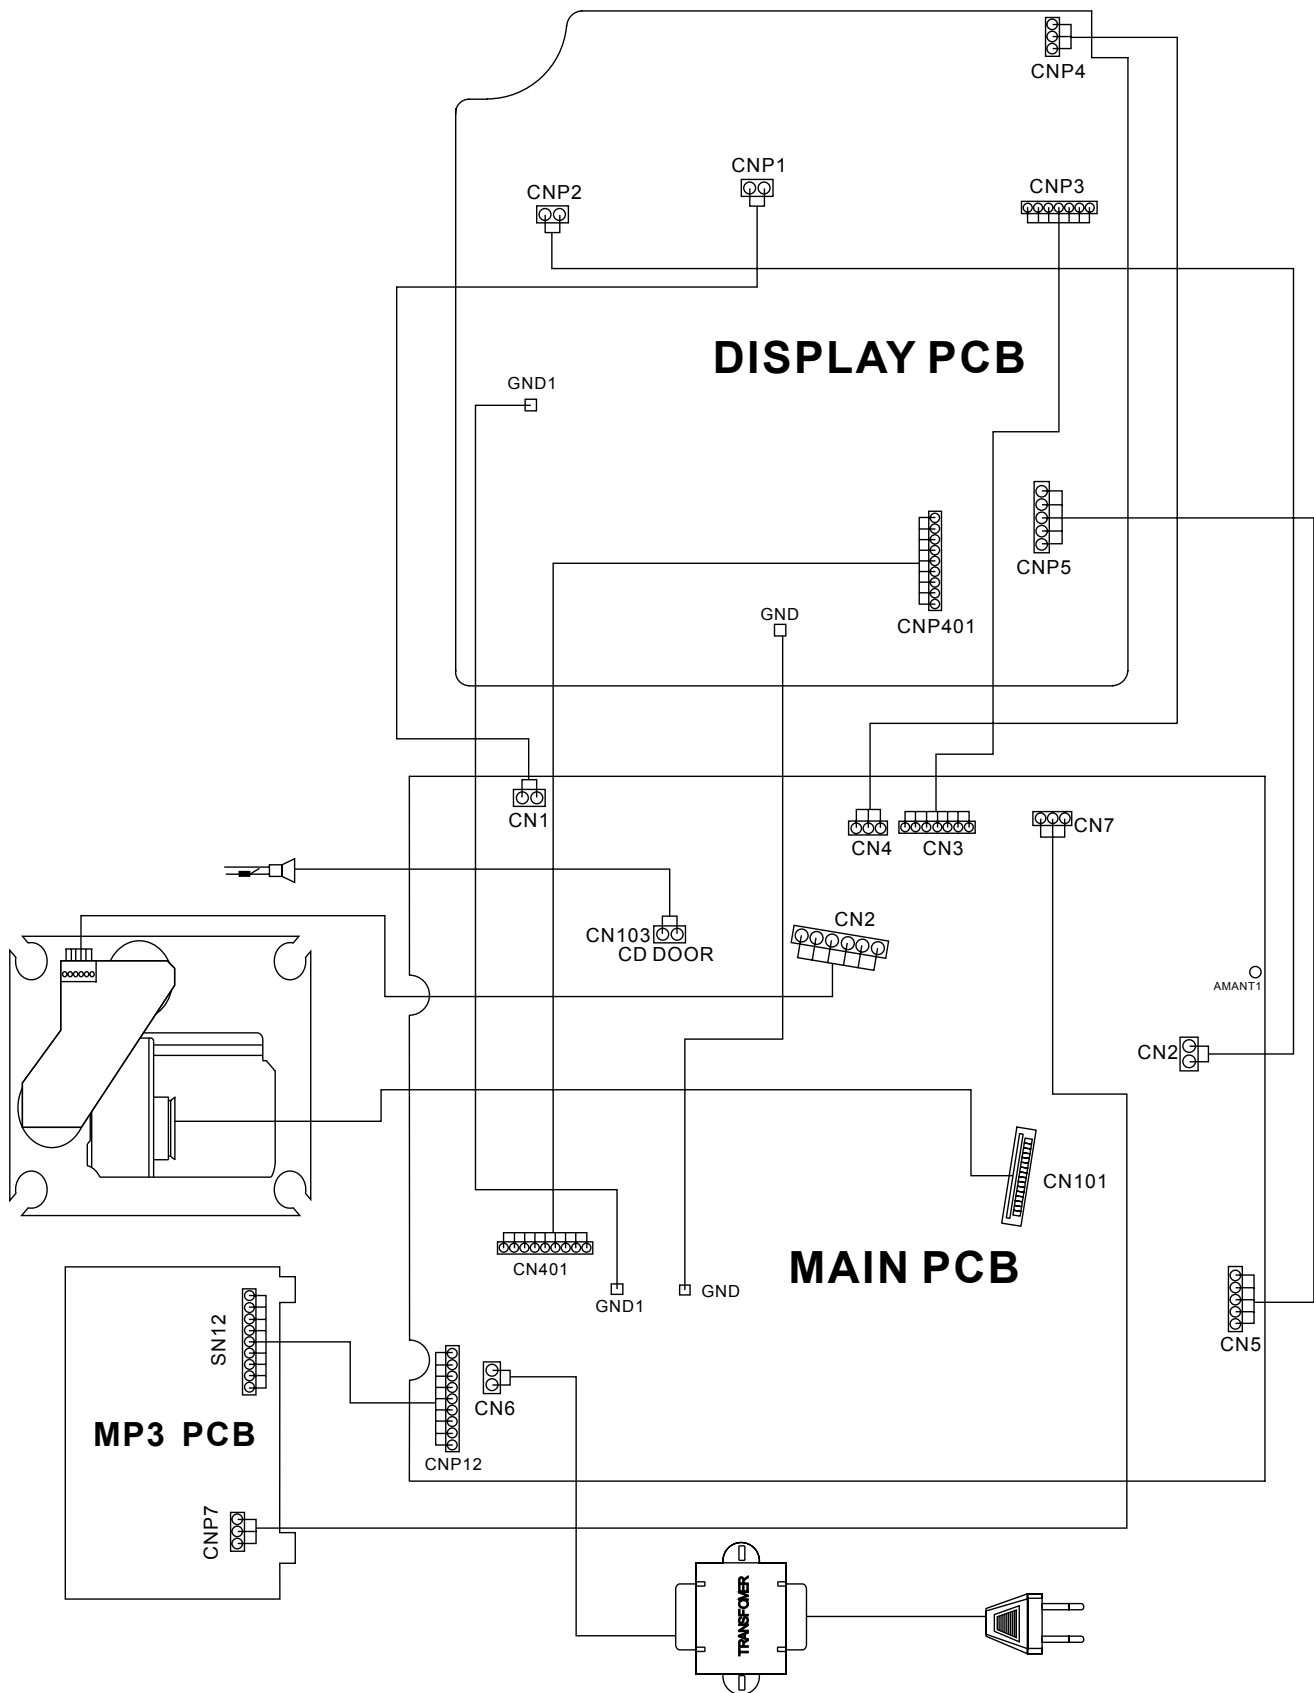 CNP4
CNP1
CNP2
CNP3
DISPLAY PCB
GND1
CNP5
GND
CNP401
CN1
CN4
CN3
CN7
CN2
CN103
CD DOOR
AMANT1
CN2
CN101
MAIN PCB
CN401
GND1
GND
SN12
CN5
CN6
MP3 PCB
CNP12
CNP7
TRANSFOMER